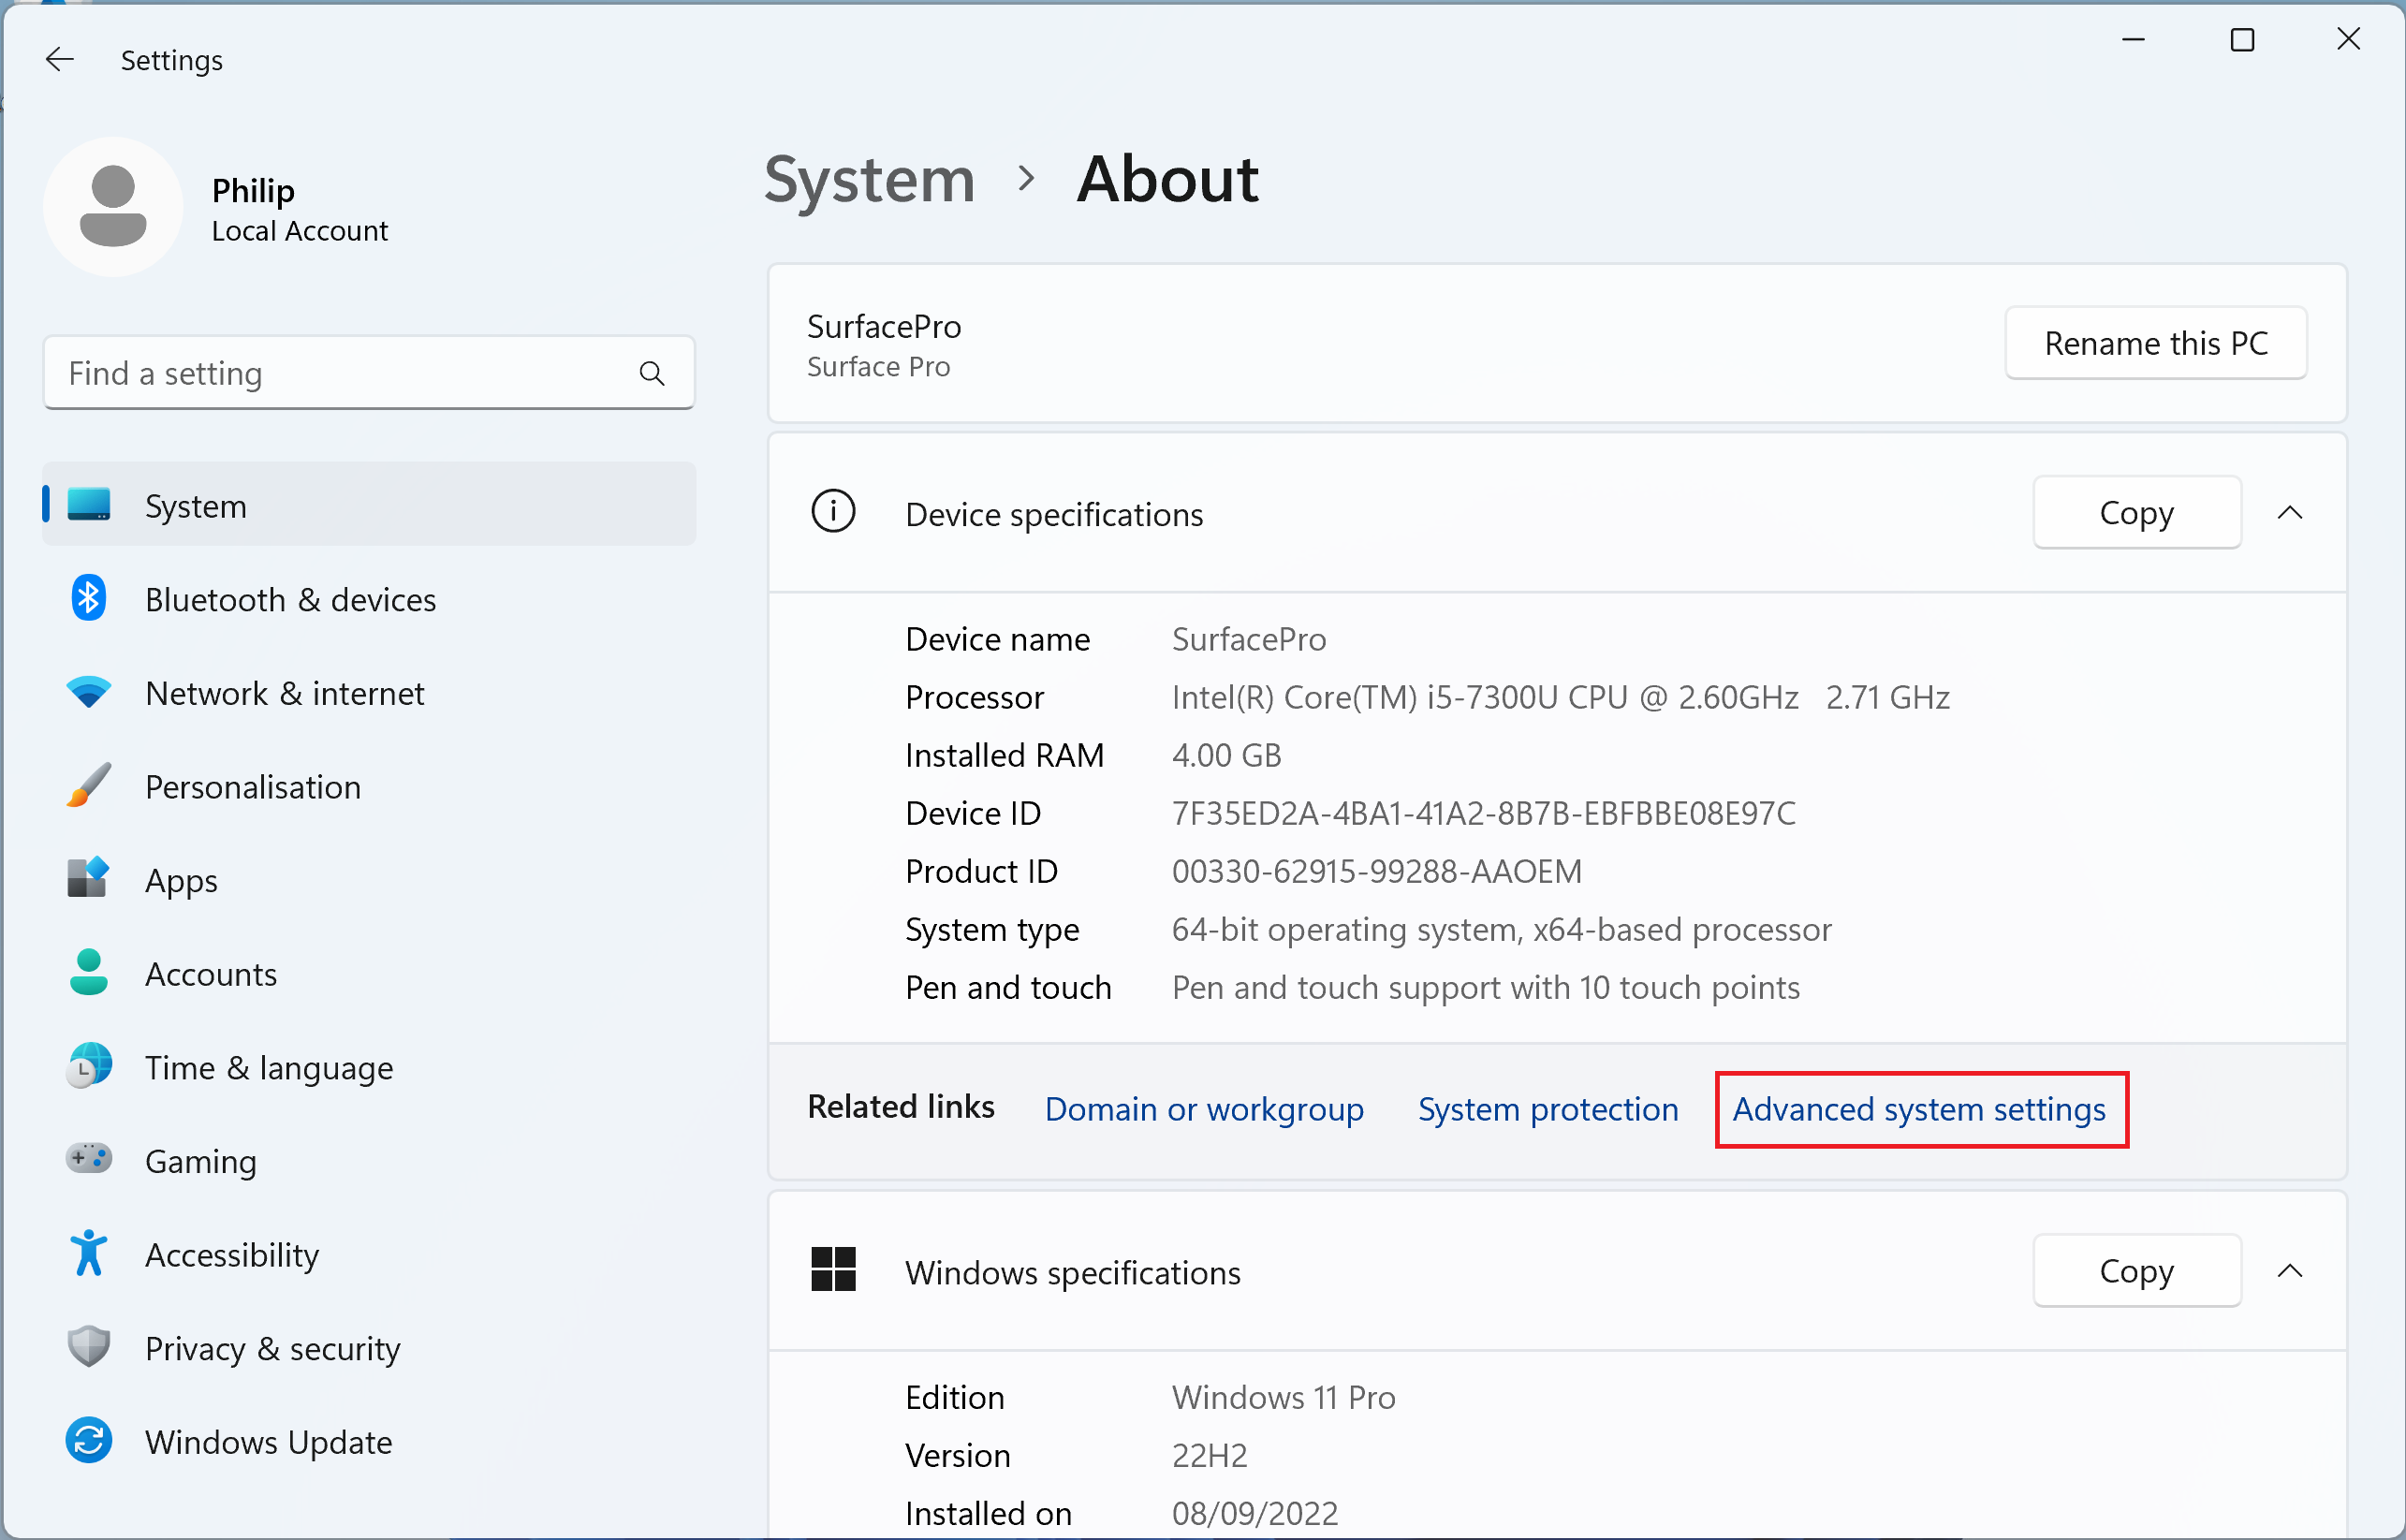 Settings
Philip
Local Account
Find a setting
System
Bluetooth & devices
Network & internet
Personalisation
Apps
Accounts
Time & language
Gaming
Accessibility
Privacy & security
Windows Update
System > About
SurfacePro
Surface Pro
Rename this PC
Device specifications
Copy
Device name SurfacePro
Processor Intel(R) Core(TM) i5-7300U CPU @ 2.60GHz 2.71 GHz
Installed RAM 4.00 GB
Device ID 7F35ED2A-4BA1-41A2-8B7B-EBFBBE08E97C
Product ID 00330-62915-99288-AAOEM
System type 64-bit operating system, x64-based processor
Pen and touch Pen and touch support with 10 touch points
Related links Domain or workgroup System protection Advanced system settings
Windows specifications
Copy
Edition Windows 11 Pro
Version 22H2
Installed on 08/09/2022